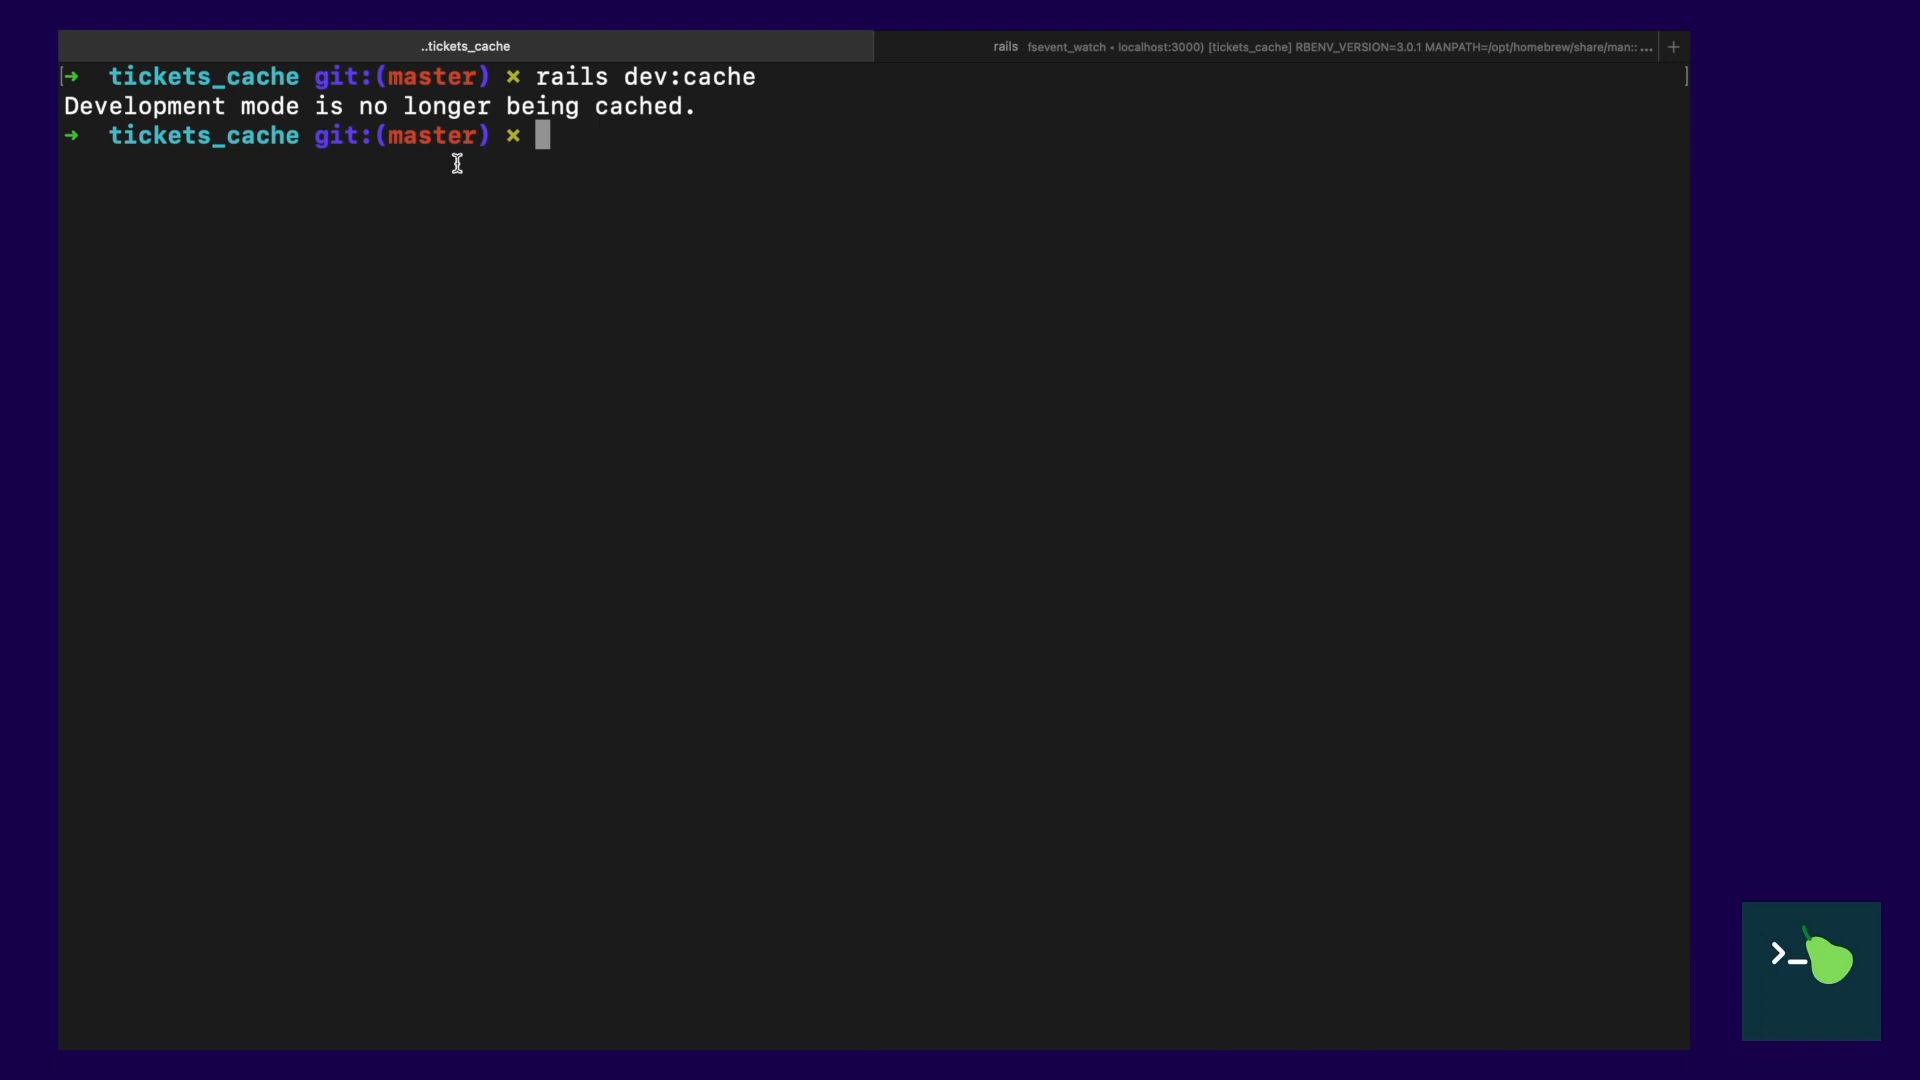 ..tickets_cache
rails fsevent_watch • localhost:3000) [tickets_cache] RBENV_VERSION=3.0.1 MANPATH=/opt/homebrew/share/man:: ... +
[➜ tickets_cache git:(master) × rails dev:cache ]
Development mode is no longer being cached.
➜ tickets_cache git:(master) ×
>_